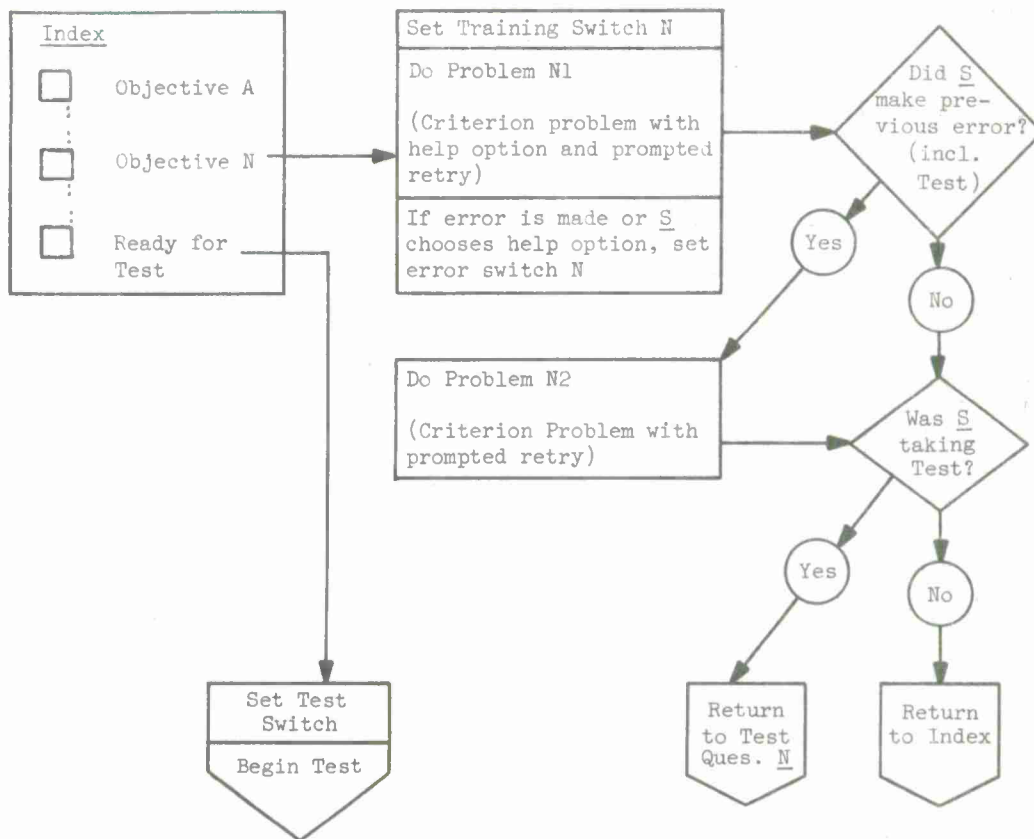 Index
Objective A
Objective N
Ready for
Test
Set Training Switch N
Do Problem N1
(Criterion problem with
help option and prompted
retry)
If error is made or S
chooses help option, set
error switch N
Did S
make pre-
vious error?
(incl.
Test)
Yes
No
Do Problem N2
(Criterion Problem with
prompted retry)
Was S
taking
Test?
Yes
No
Set Test
Switch
Begin Test
Return
to Test
Ques. N
Return
to Index